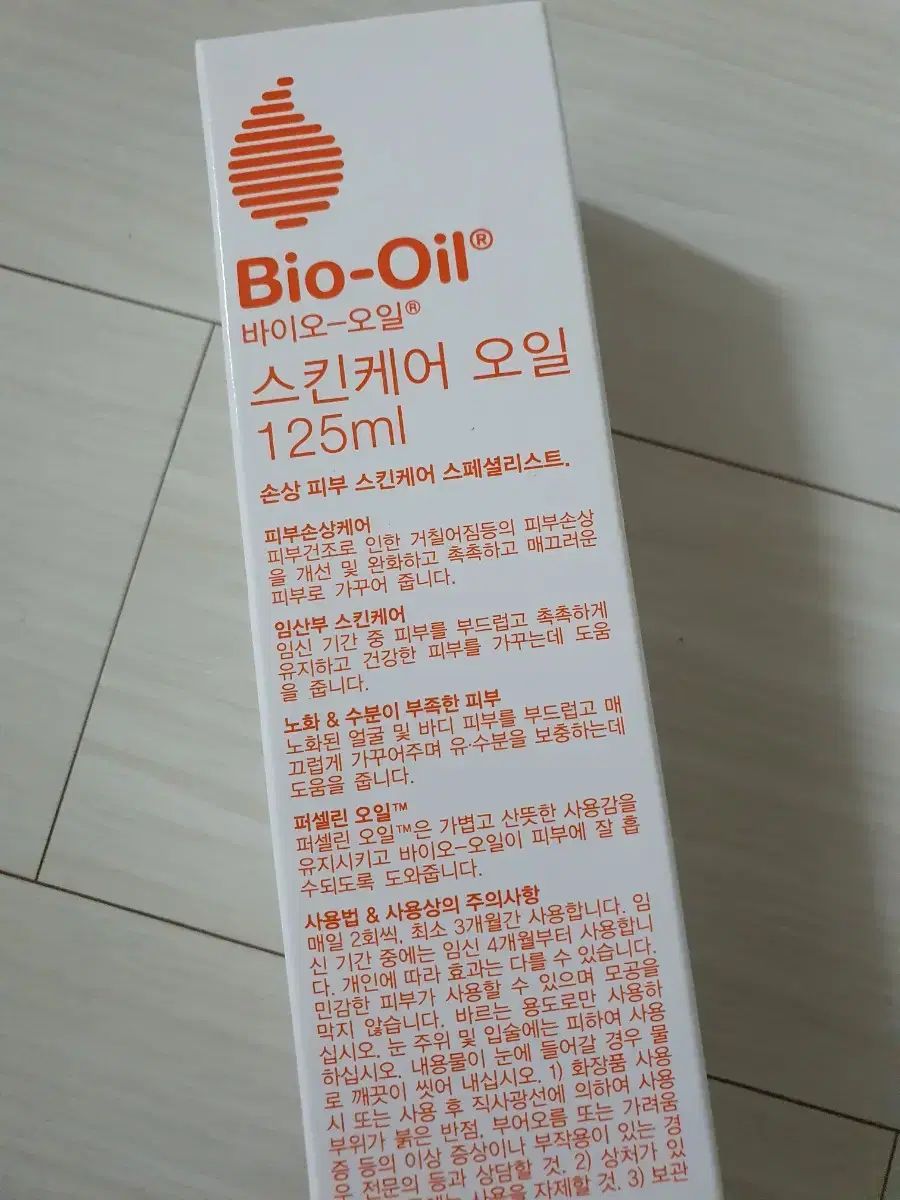 Bio-Oil®
바이오-오일®
스킨케어 오일
125ml
손상 피부 스킨케어 스페셜리스트.
피부손상케어
피부건조로 인한 거칠어짐등의 피부손상
을 개선 및 완화하고 촉촉하고 매끄러운
피부로 가꾸어 줍니다.
임산부 스킨케어
임신 기간 중 피부를 부드럽고 촉촉하게
유지하고 건강한 피부를 가꾸는데 도움
을 줍니다.
노화 & 수분이 부족한 피부
노화된 얼굴 및 바디 피부를 부드럽고 매
끄럽게 가꾸어주며 유·수분을 보충하는데
도움을 줍니다.
퍼셀린 오일™
퍼셀린 오일™은 가볍고 산뜻한 사용감을
유지시키고 바이오-오일이 피부에 잘 흡
수되도록 도와줍니다.
사용법 & 사용상의 주의사항
매일 2회씩, 최소 3개월간 사용합니다. 임
신 기간 중에는 임신 4개월부터 사용합니
다. 개인에 따라 효과는 다를 수 있습니다.
민감한 피부가 사용할 수 있으며 모공을
막지 않습니다. 바르는 용도로만 사용하
십시오. 눈 주위 및 입술에는 피하여 사용
하십시오. 내용물이 눈에 들어갈 경우 물
로 깨끗이 씻어 내십시오. 1) 화장품 사용
시 또는 사용 후 직사광선에 의하여 사용
부위가 붉은 반점, 부어오름 또는 가려움
증 등의 이상 증상이나 부작용이 있는 경
우 전문의 등과 상담할 것. 2) 상처가 있
사용을 자제할 것. 3) 보관